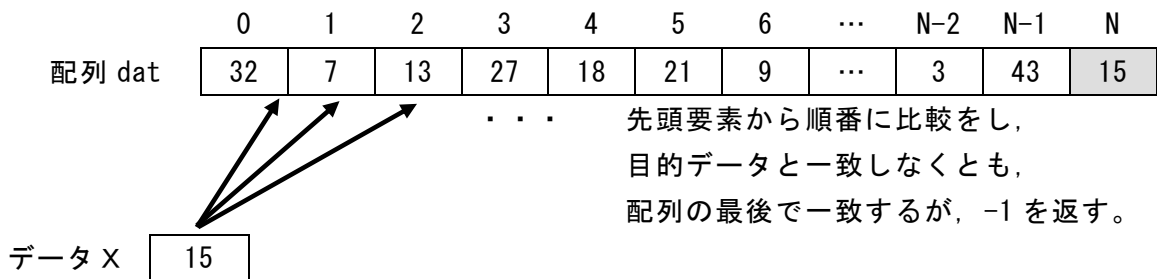 0 1 2 3 4 5 6 … N-2 N-1 N
配列 dat 32 7 13 27 18 21 9 … 3 43 15
・・・ 先頭要素から順番に比較をし,
目的データと一致しなくとも,
配列の最後で一致するが, -1 を返す。
データX 15